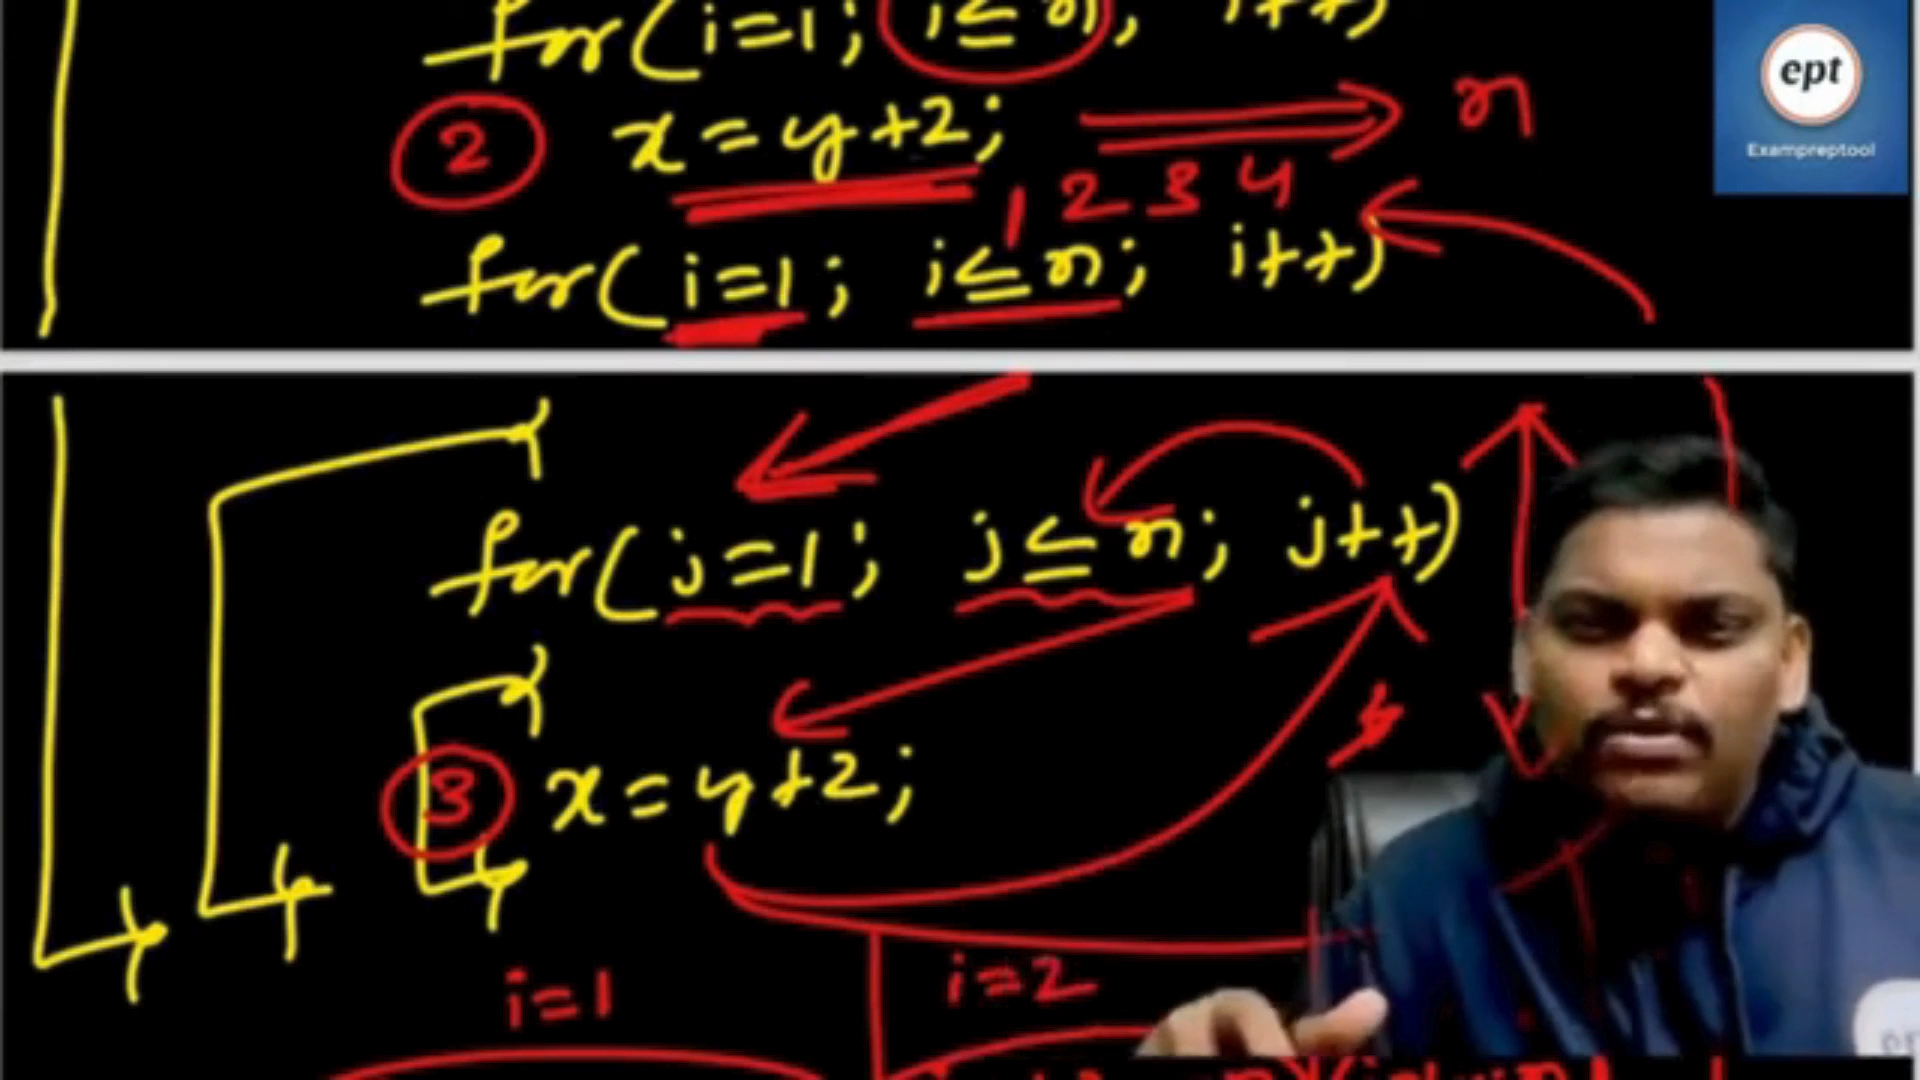 for(i=1; i≤n; i++)
ept
Exampreptool
2 x=y+2; n
1 2 3 4
for(i=1; i≤n; i++)
{
for(j=1; j≤n; j++)
{
3 x=y+2;
} } }
i=1 i=2